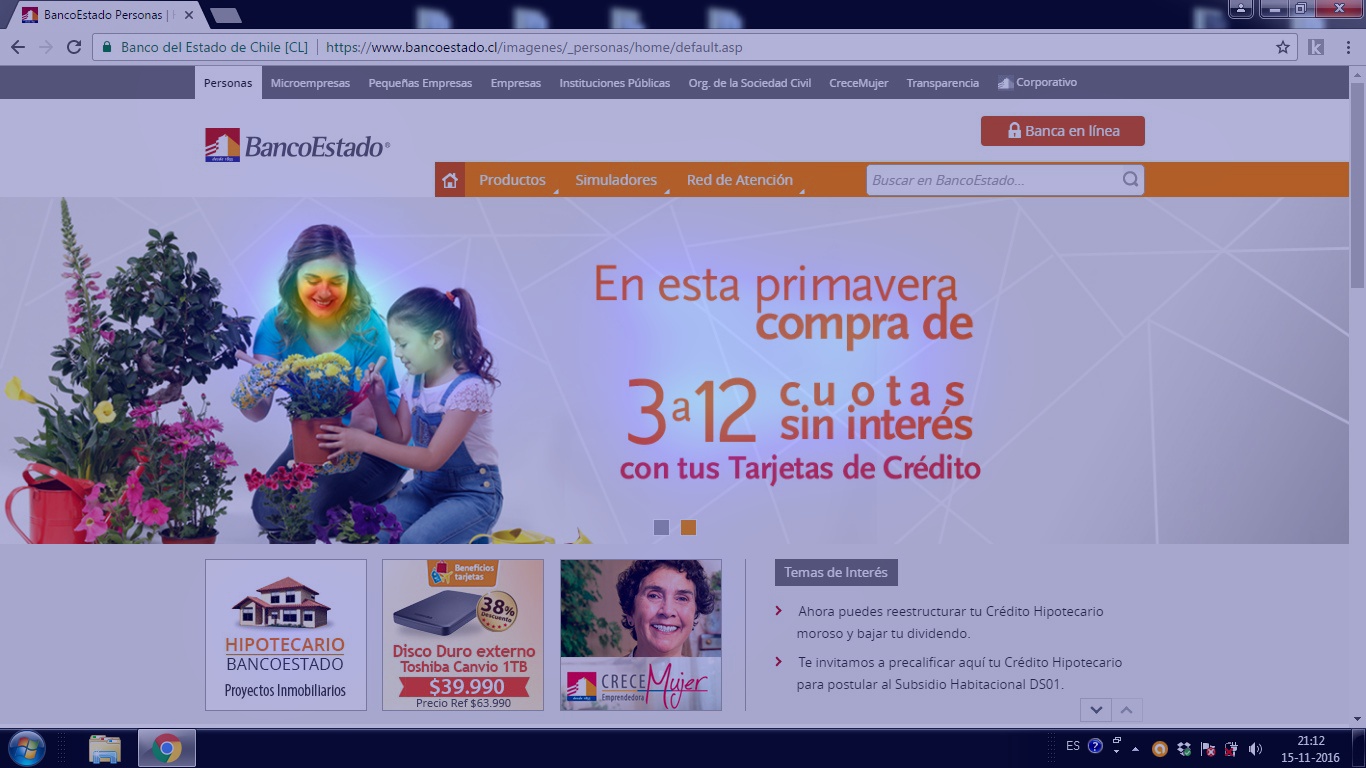 BancoEstado Personas |
Banco del Estado de Chile [CL]
https://www.bancoestado.cl/imagenes/_personas/home/default.asp
Personas
Microempresas
Pequeñas Empresas
Empresas
Instituciones Públicas
Org. de la Sociedad Civil
CreceMujer
Transparencia
Corporativo
BancoEstado®
Banca en línea
Productos
Simuladores
Red de Atención
Buscar en BancoEstado...
En esta primavera
compra de
3 a 12 cuotas
sin interés
con tus Tarjetas de Crédito
HIPOTECARIO
BANCOESTADO
Proyectos Inmobiliarios
Beneficios
tarjetas
38%
Descuento
Disco Duro externo
Toshiba Canvio 1TB
$39.990
Precio Ref $63.990
CRECE Mujer
Emprendedora
Temas de Interés
Ahora puedes reestructurar tu Crédito Hipotecario
moroso y bajar tu dividendo.
Te invitamos a precalificar aquí tu Crédito Hipotecario
para postular al Subsidio Habitacional DS01.
ES
21:12
15-11-2016